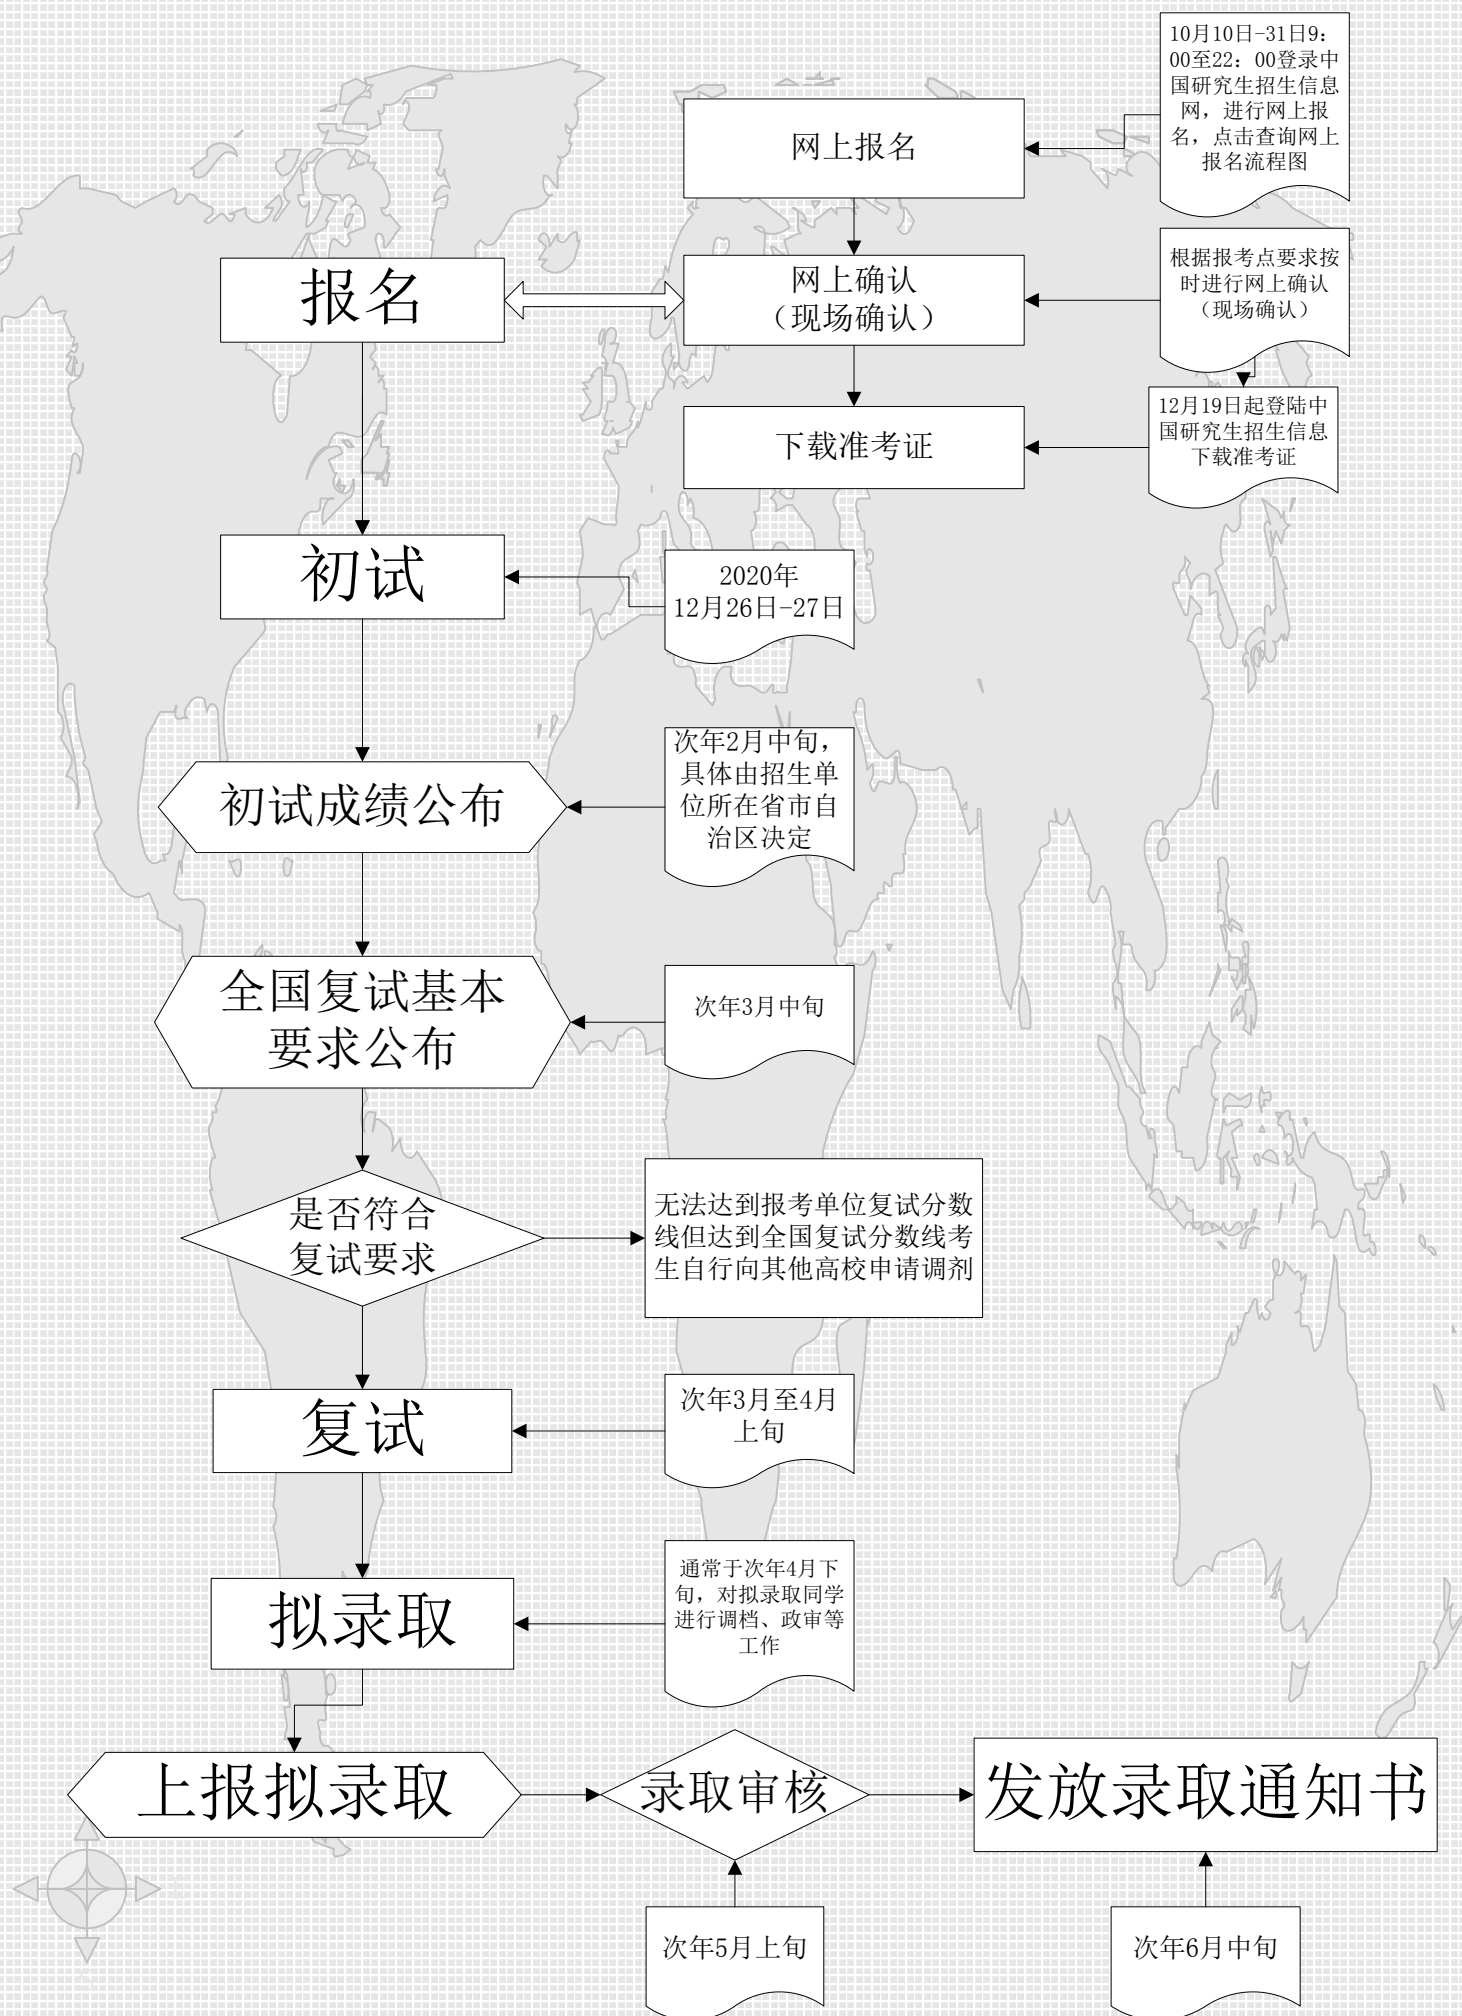 10月10日-31日9：
00至22：00登录中
国研究生招生信息
网，进行网上报
名，点击查询网上
报名流程图
网上报名
根据报考点要求按
时进行网上确认
（现场确认）
报名
网上确认
（现场确认）
12月19日起登陆中
国研究生招生信息
下载准考证
下载准考证
初试
2020年
12月26日-27日
次年2月中旬，
具体由招生单
位所在省市自
治区决定
初试成绩公布
全国复试基本
要求公布
次年3月中旬
是否符合
复试要求
无法达到报考单位复试分数
线但达到全国复试分数线考
生自行向其他高校申请调剂
复试
次年3月至4月
上旬
拟录取
通常于次年4月下
旬，对拟录取同学
进行调档、政审等
工作
上报拟录取
录取审核
发放录取通知书
次年5月上旬
次年6月中旬